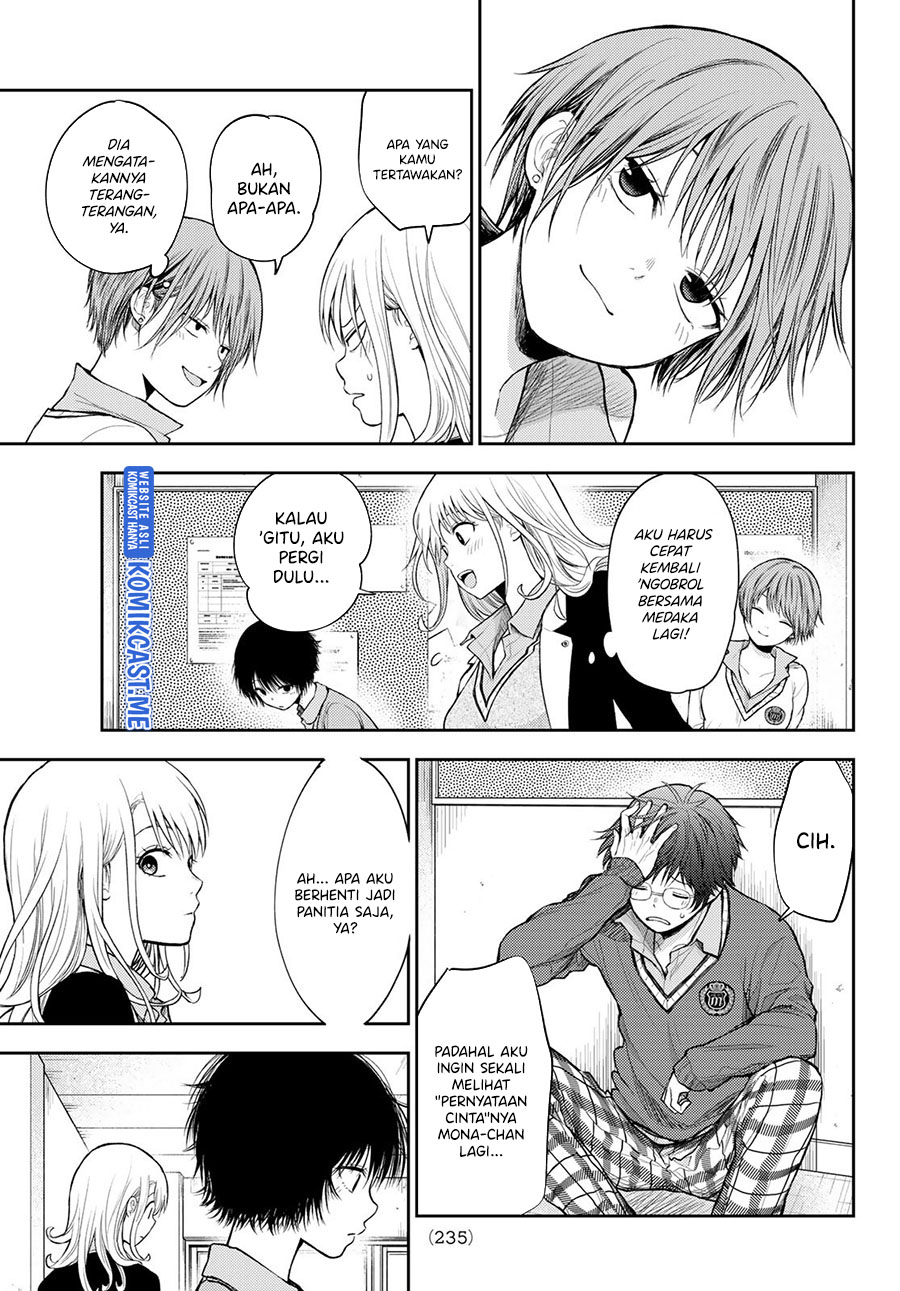 APA YANG
KAMU
TERTAWAKAN?
AH,
BUKAN
APA-APA.
DIA
MENGATA-
KANNYA
TERANG-
TERANGAN,
YA.
AKU HARUS
CEPAT
KEMBALI
'NGOBROL
BERSAMA
MEDAKA
LAGI!
KALAU
'GITU, AKU
PERGI
DULU...
WEBSITE ASLI
KOMIKCAST HANYA
KOMIKCAST.ME
CIH.
PADAHAL AKU
INGIN SEKALI
MELIHAT
"PERNYATAAN
CINTA"NYA
MONA-CHAN
LAGI...
AH... APA AKU
BERHENTI JADI
PANITIA SAJA,
YA?
(235)